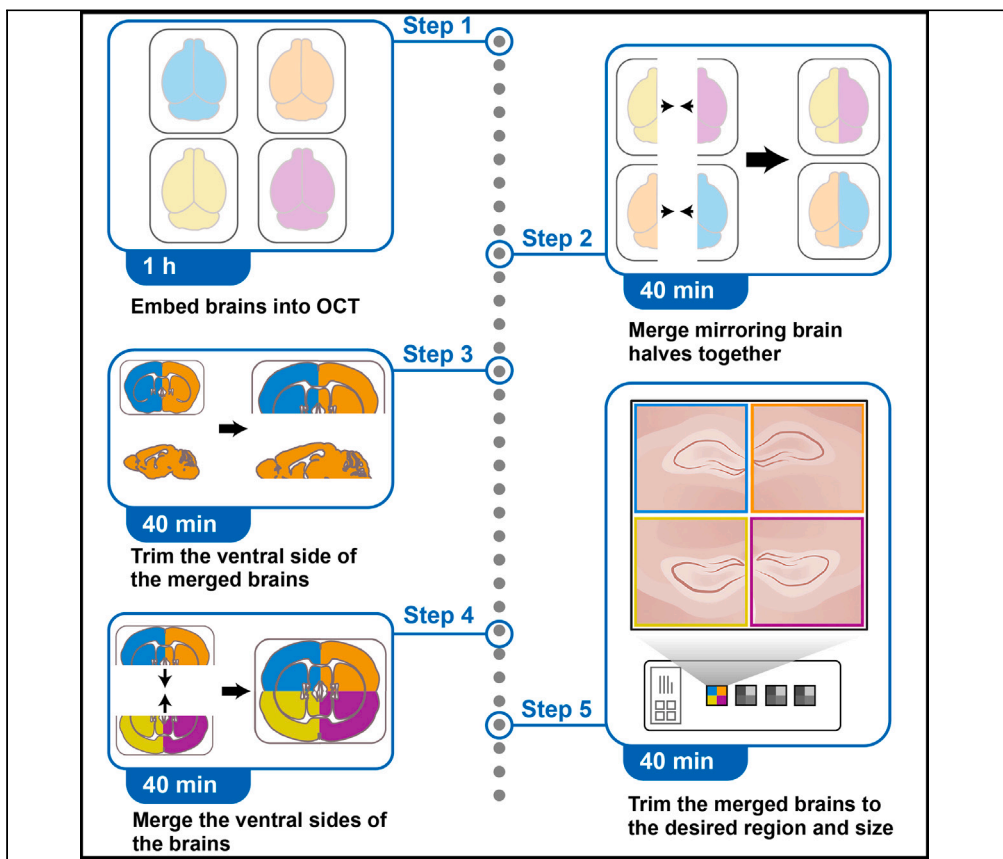 Step 1
1 h
Embed brains into OCT
Step 2
40 min
Merge mirroring brain
halves together
Step 3
40 min
Trim the ventral side of
the merged brains
Step 4
40 min
Merge the ventral sides of
the brains
Step 5
40 min
Trim the merged brains to
the desired region and size